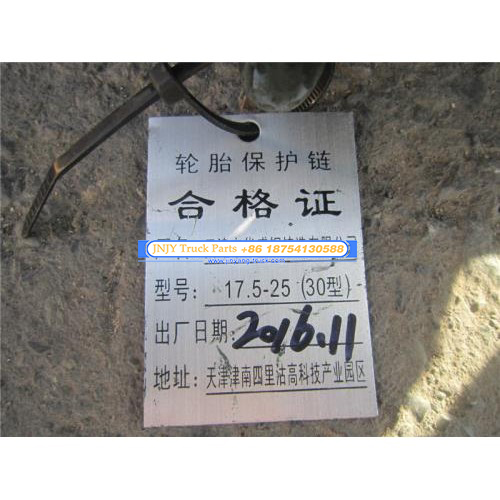 轮胎保护链
合格证
JNJY Truck Parts +86 18754130588
型号: 17.5-25 (30型)
出厂日期: 2016.11
地址: 天津津南四里沽高科技产业园区